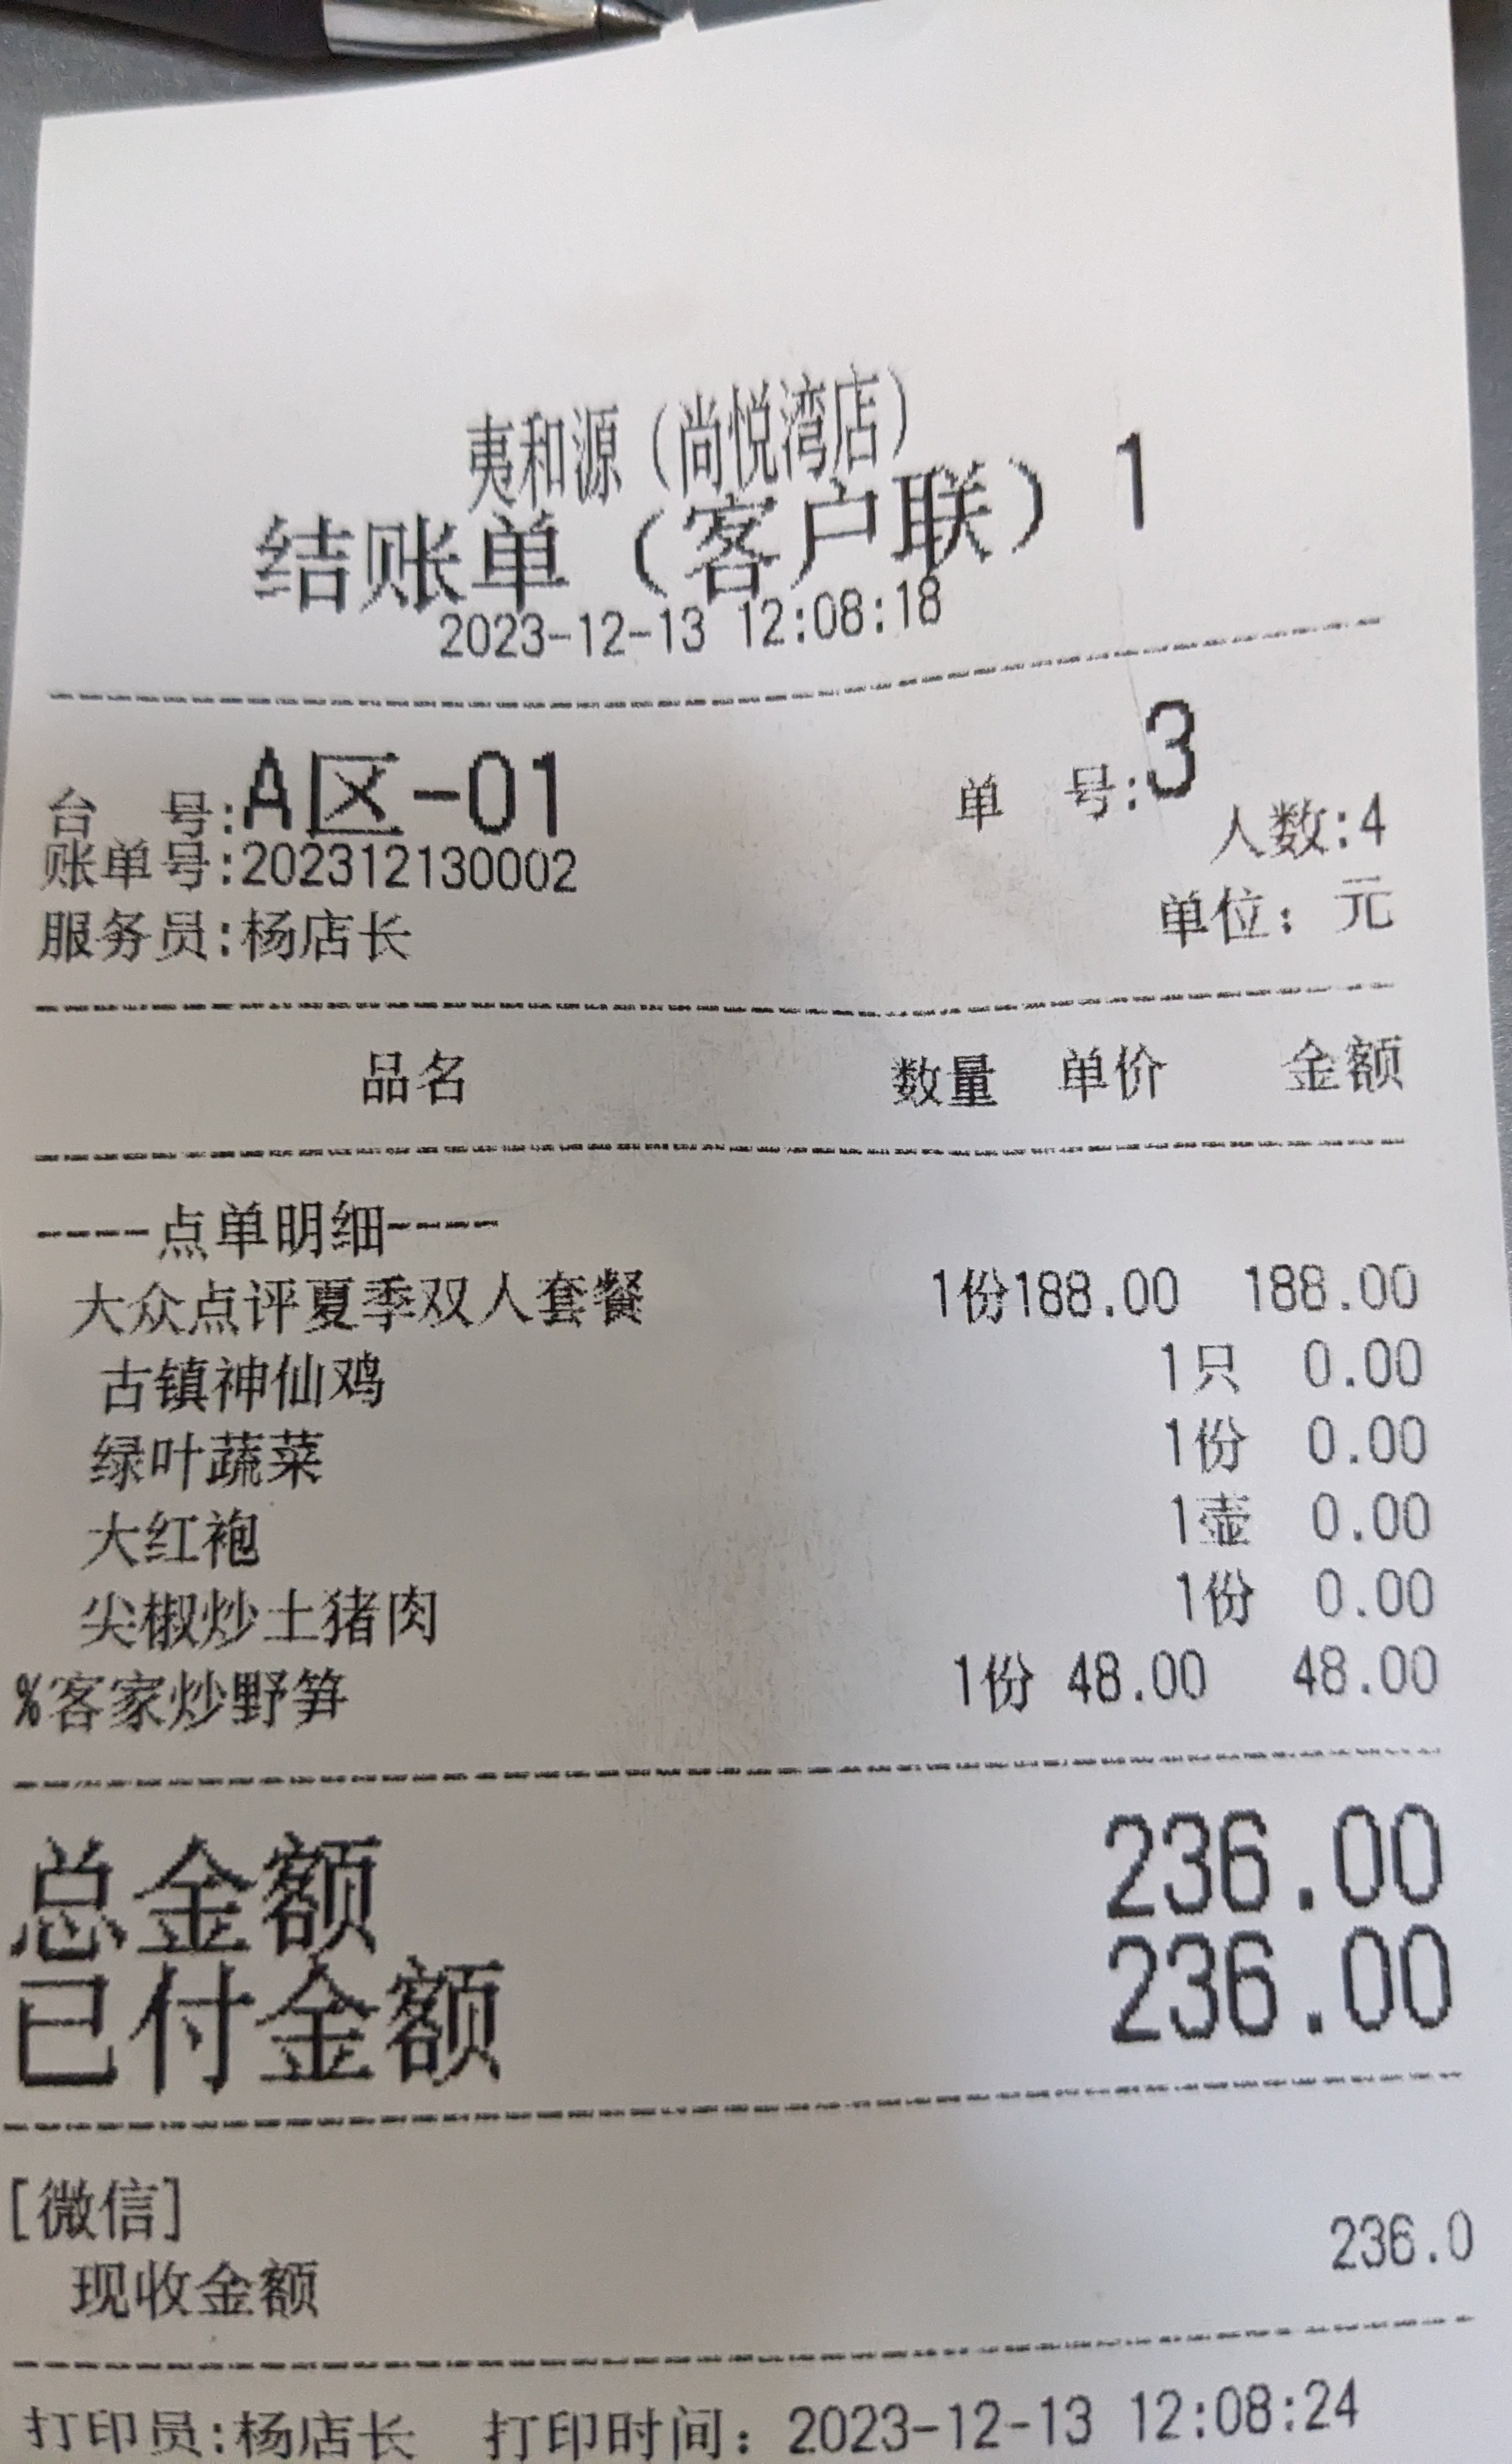 夷和源（尚悦湾店）
结账单（客户联）1
2023-12-13 12:08:18
台 号:A区-01 单 号:3
账单号:202312130002 人数:4
服务员:杨店长 单位：元
品名 数量 单价 金额
----点单明细----
大众点评夏季双人套餐 1份188.00 188.00
古镇神仙鸡 1只 0.00
绿叶蔬菜 1份 0.00
大红袍 1壶 0.00
尖椒炒土猪肉 1份 0.00
%客家炒野笋 1份 48.00 48.00
总金额 236.00
已付金额 236.00
[微信]
现收金额 236.0
打印员:杨店长 打印时间：2023-12-13 12:08:24